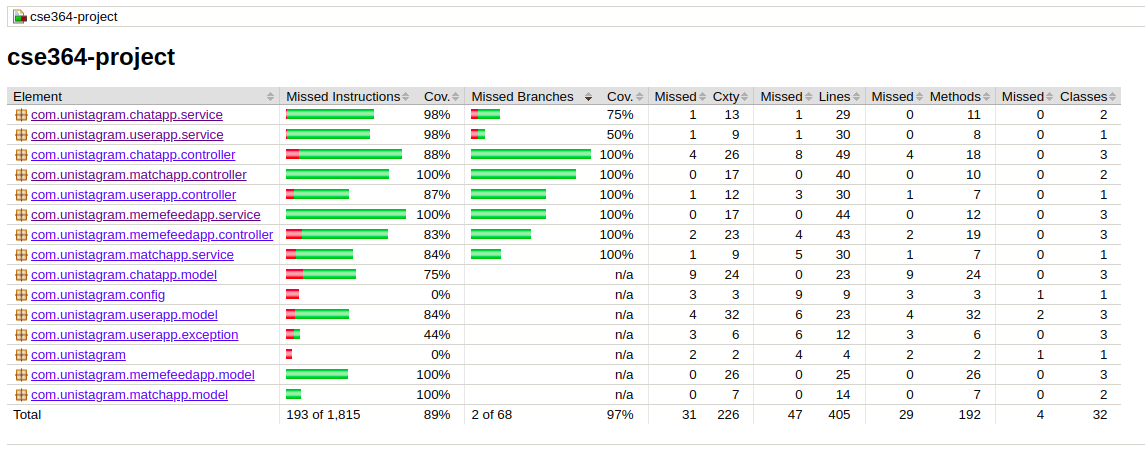 cse364-project
cse364-project
Element Missed Instructions Cov. Missed Branches Cov. Missed Cxty Missed Lines Missed Methods Missed Classes
com.unistagram.chatapp.service 98% 75% 1 13 1 29 0 11 0 2
com.unistagram.userapp.service 98% 50% 1 9 1 30 0 8 0 1
com.unistagram.chatapp.controller 88% 100% 4 26 8 49 4 18 0 3
com.unistagram.matchapp.controller 100% 100% 0 17 0 40 0 10 0 2
com.unistagram.userapp.controller 87% 100% 1 12 3 30 1 7 0 1
com.unistagram.memefeedapp.service 100% 100% 0 17 0 44 0 12 0 3
com.unistagram.memefeedapp.controller 83% 100% 2 23 4 43 2 19 0 3
com.unistagram.matchapp.service 84% 100% 1 9 5 30 1 7 0 1
com.unistagram.chatapp.model 75% n/a 9 24 0 23 9 24 0 3
com.unistagram.config 0% n/a 3 3 9 9 3 3 1 1
com.unistagram.userapp.model 84% n/a 4 32 6 23 4 32 2 3
com.unistagram.userapp.exception 44% n/a 3 6 6 12 3 6 0 3
com.unistagram 0% n/a 2 2 4 4 2 2 1 1
com.unistagram.memefeedapp.model 100% n/a 0 26 0 25 0 26 0 3
com.unistagram.matchapp.model 100% n/a 0 7 0 14 0 7 0 2
Total 193 of 1,815 89% 2 of 68 97% 31 226 47 405 29 192 4 32